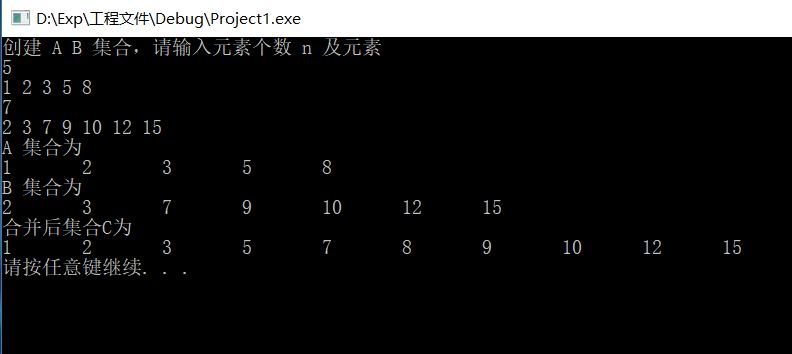 D:\Exp\工程文件\Debug\Project1.exe
创建 A B 集合，请输入元素个数 n 及元素
5
1 2 3 5 8
7
2 3 7 9 10 12 15
A 集合为
1 2 3 5 8
B 集合为
2 3 7 9 10 12 15
合并后集合C为
1 2 3 5 7 8 9 10 12 15
请按任意键继续. . .